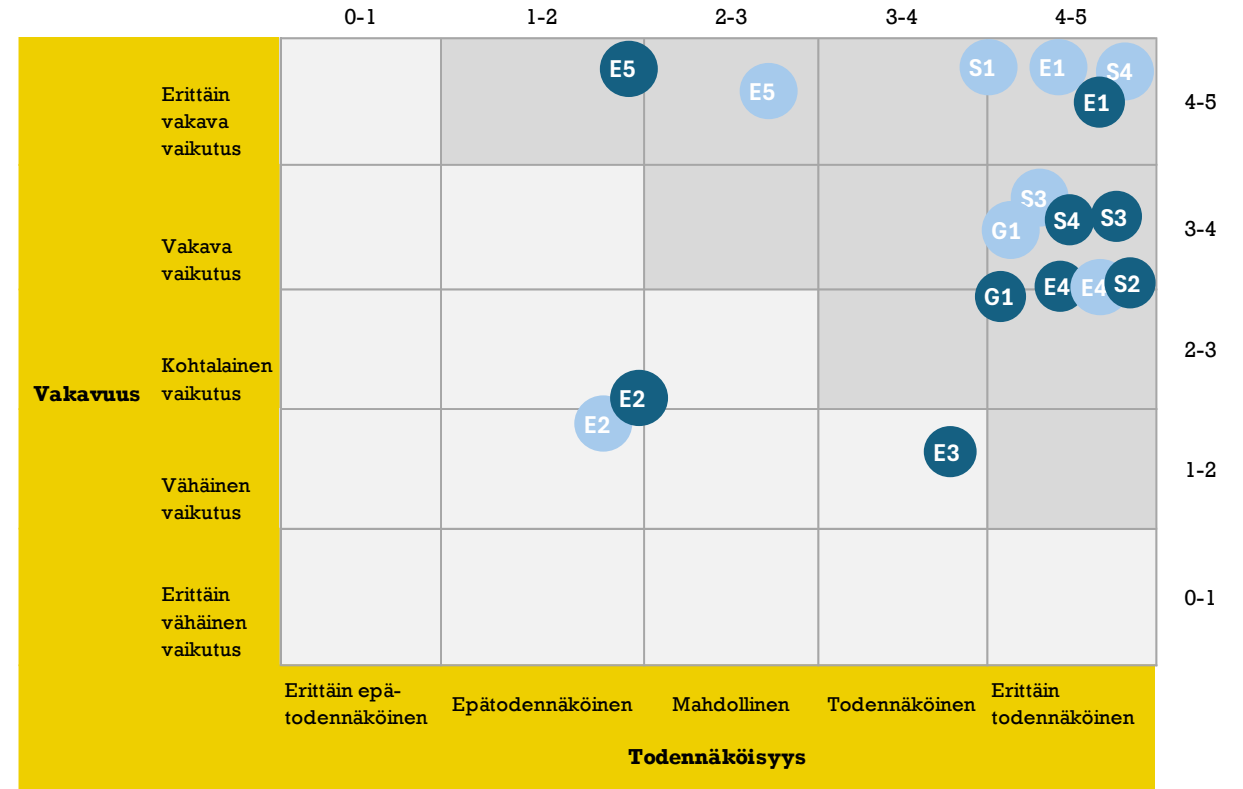 0-1 1-2 2-3 3-4 4-5
E5 E5 S1 E1 S4
E1
Erittäin
vakava
vaikutus
4-5
S3
G1 S4 S3
Vakava
vaikutus
3-4
G1 E4 E4 S2
Kohtalainen
vaikutus
2-3
Vakavuus
E2
E2
E3
Vähäinen
vaikutus
1-2
Erittäin
vähäinen
vaikutus
0-1
Erittäin epä-
todennäköinen
Epätodennäköinen
Mahdollinen
Todennäköinen
Erittäin
todennäköinen
Todennäköisyys